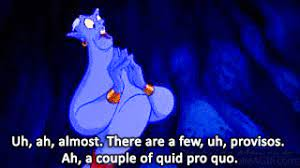 Uh, ah, almost. There are a few, uh, provisos.
Ah, a couple of quid pro quo.